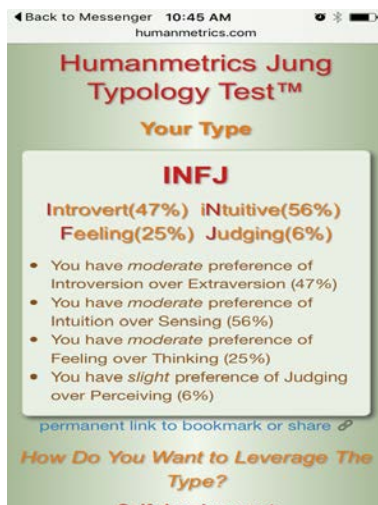 Back to Messenger 10:45 AM
humanmetrics.com
Humanmetrics Jung
Typology Test™
Your Type
INFJ
Introvert(47%) iNtuitive(56%)
Feeling(25%) Judging(6%)
• You have moderate preference of
Introversion over Extraversion (47%)
• You have moderate preference of
Intuition over Sensing (56%)
• You have moderate preference of
Feeling over Thinking (25%)
• You have slight preference of Judging
over Perceiving (6%)
permanent link to bookmark or share
How Do You Want to Leverage The
Type?